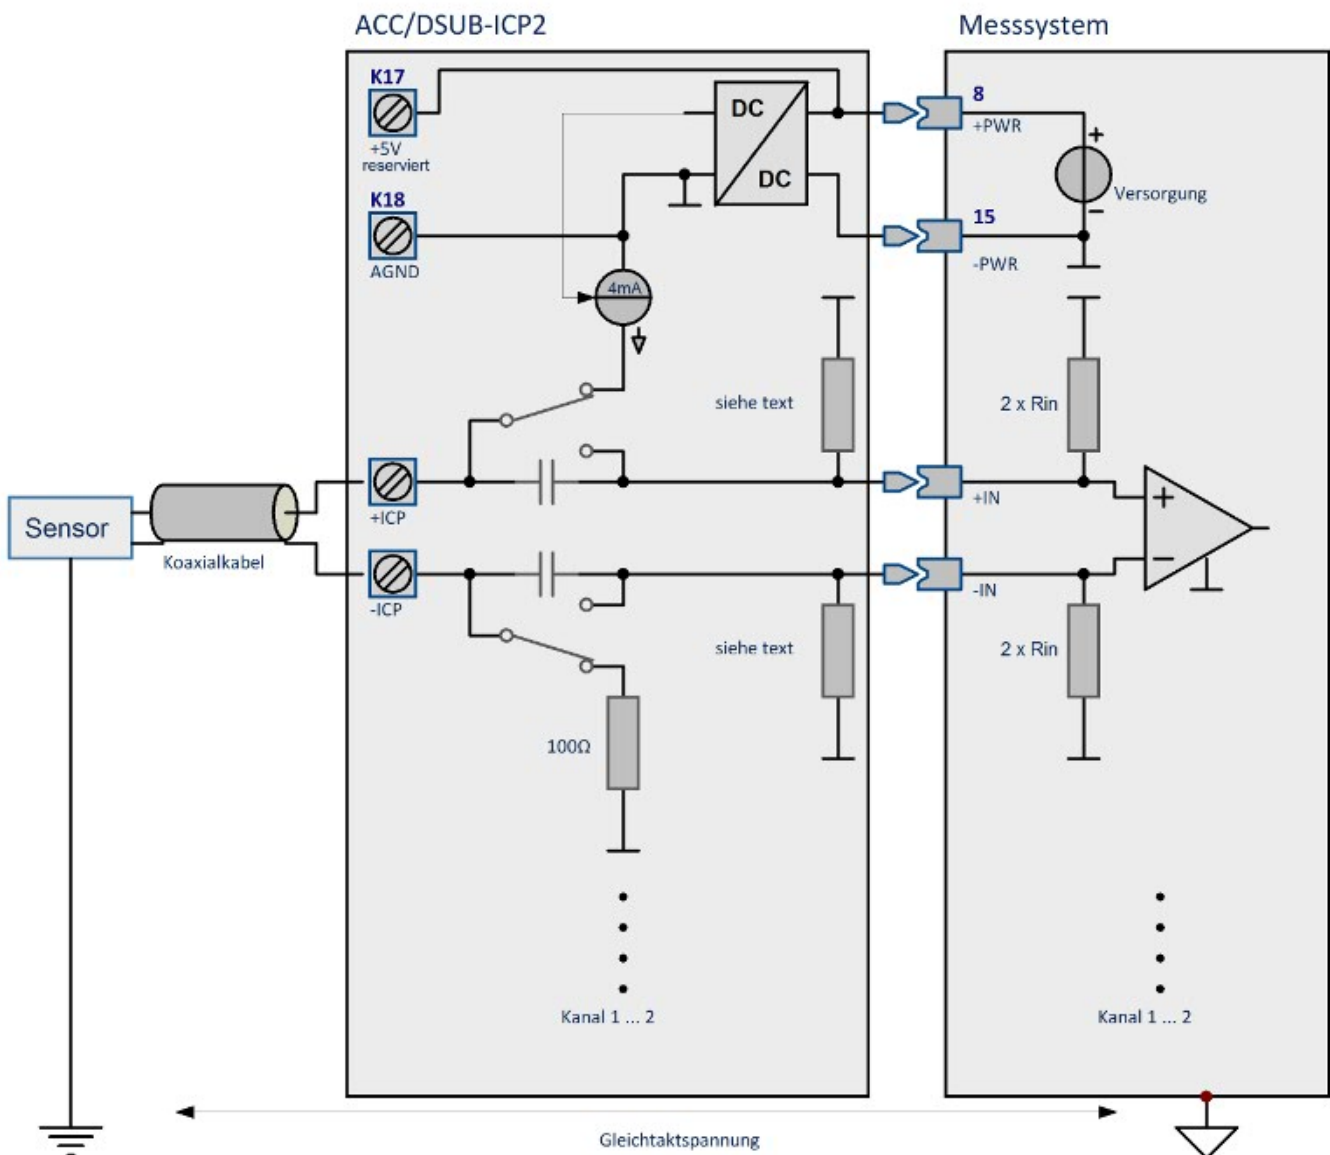 ACC/DSUB-ICP2
Messsystem
K17
+5V
reserviert
DC
DC
8
+PWR
+
Versorgung
−
K18
AGND
15
-PWR
4mA
siehe text
2 x Rin
+ICP
+IN
+
Sensor
Koaxialkabel
-ICP
-IN
−
siehe text
2 x Rin
100Ω
Kanal 1 ... 2
Kanal 1 ... 2
Gleichtaktspannung